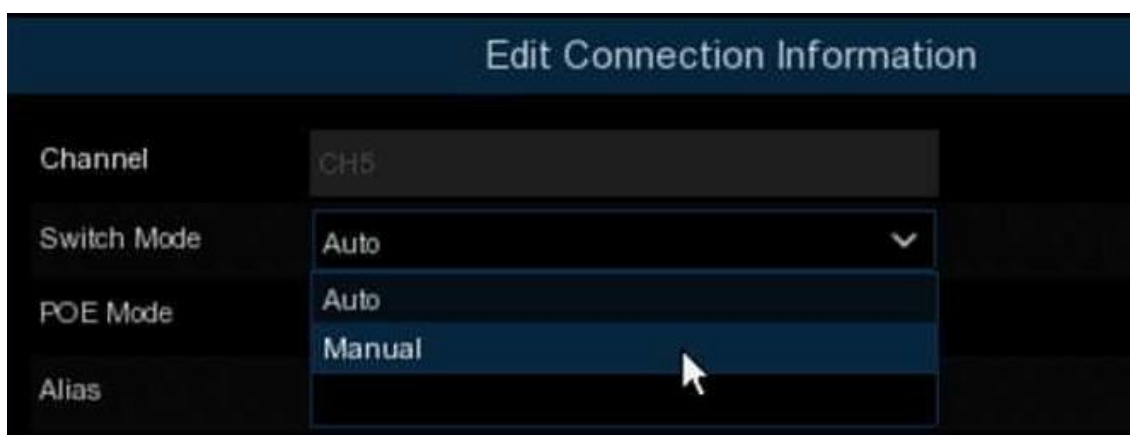 Edit Connection Information
Channel CH5
Switch Mode Auto
Auto
POE Mode
Manual
Alias